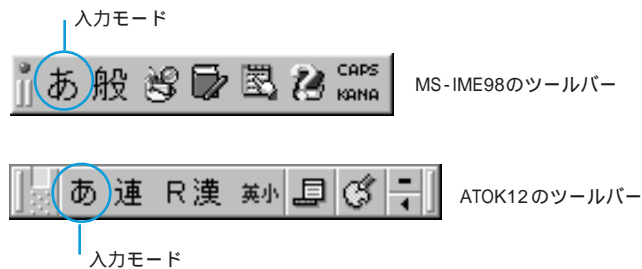 入力モード
あ 般 CAPS KANA
MS-IME98のツールバー
あ 連 R漢 英小
ATOK12のツールバー
入力モード